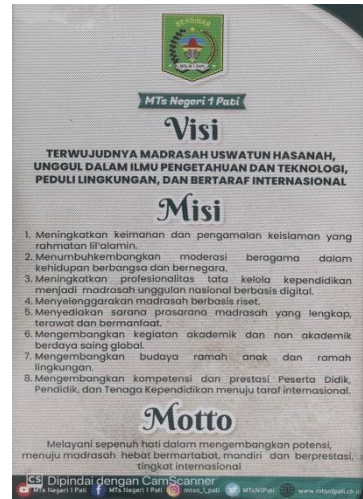 BERSINAR
MTs Negeri 1 Pati
Visi
TERWUJUDNYA MADRASAH USWATUN HASANAH,
UNGGUL DALAM ILMU PENGETAHUAN DAN TEKNOLOGI,
PEDULI LINGKUNGAN, DAN BERTARAF INTERNASIONAL
Misi
1. Meningkatkan keimanan dan pengamalan keislaman yang
rahmatan lil'alamin.
2. Menumbuhkembangkan moderasi beragama dalam
kehidupan berbangsa dan bernegara.
3. Meningkatkan profesionalitas tata kelola kependidikan
menjadi madrasah unggulan nasional berbasis digital.
4. Menyelenggarakan madrasah berbasis riset.
5. Menyediakan sarana prasarana madrasah yang lengkap,
terawat dan bermanfaat.
6. Mengembangkan kegiatan akademik dan non akademik
berdaya saing global.
7. Mengembangkan budaya ramah anak dan ramah
lingkungan.
8. Mengembangkan kompetensi dan prestasi Peserta Didik,
Pendidik, dan Tenaga Kependidikan menuju taraf internasional.
Motto
Melayani sepenuh hati dalam mengembangkan potensi,
menuju madrasah hebat bermartabat, mandiri dan berprestasi,
tingkat internasional
CS Dipindai dengan CamScanner
Mts Negeri 1 Pati MTs Negeri 1 Pati mtsn_1_pati MTsN1Pati